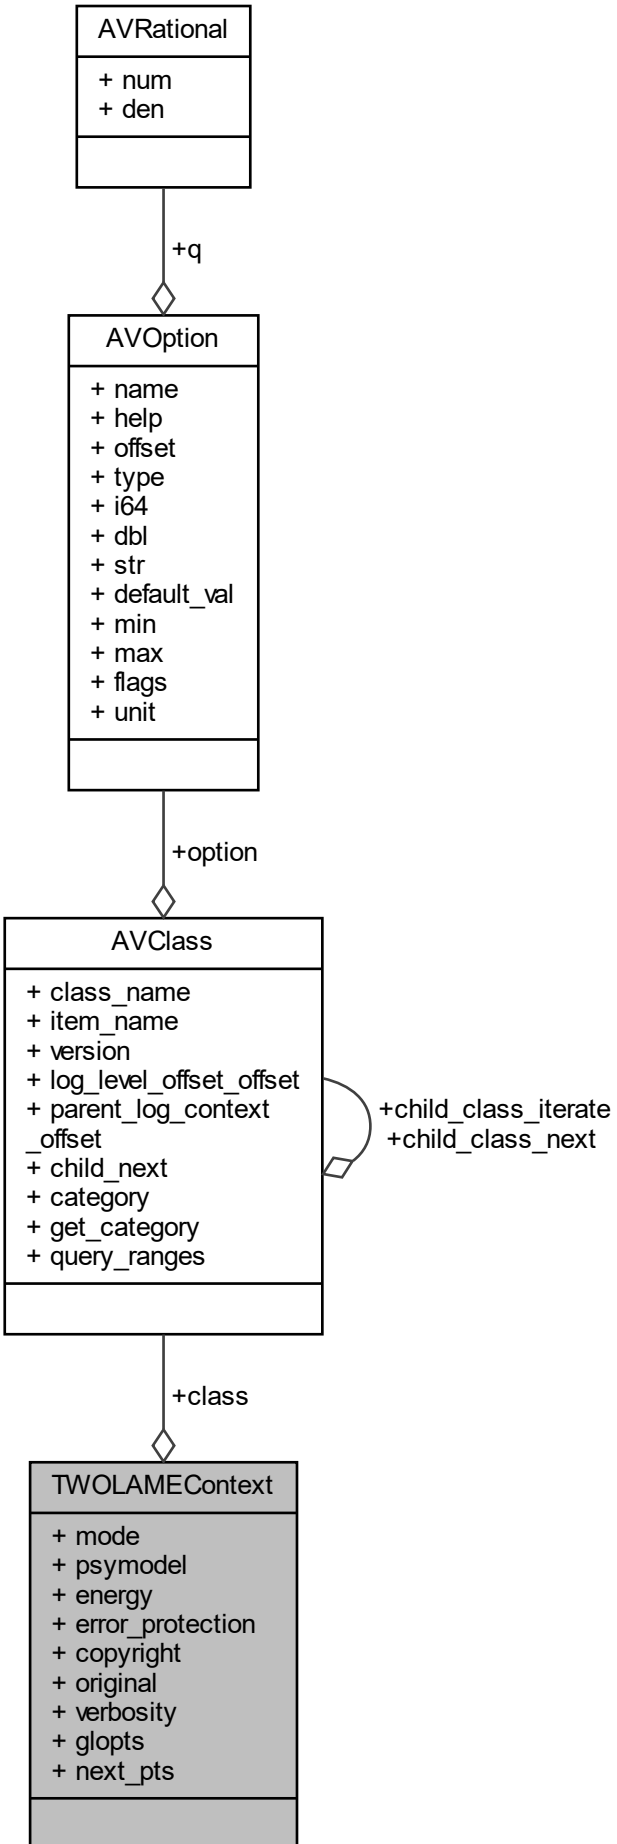 AVRational
+ num
+ den
+q
AVOption
+ name
+ help
+ offset
+ type
+ i64
+ dbl
+ str
+ default_val
+ min
+ max
+ flags
+ unit
+option
AVClass
+ class_name
+ item_name
+ version
+ log_level_offset_offset
+ parent_log_context
_offset
+ child_next
+ category
+ get_category
+ query_ranges
+child_class_iterate
+child_class_next
+class
TWOLAMEContext
+ mode
+ psymodel
+ energy
+ error_protection
+ copyright
+ original
+ verbosity
+ glopts
+ next_pts